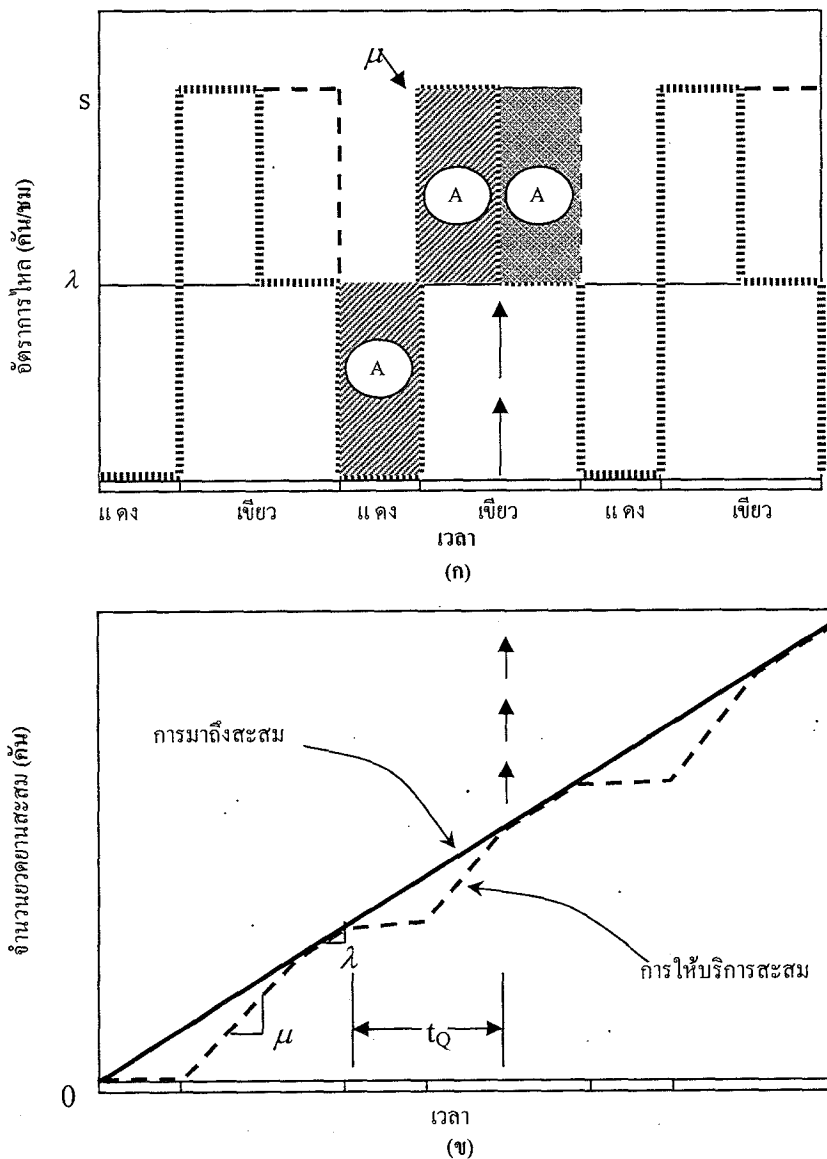 μ
S
A A
λ
A
อัตราการไหล (คัน/ชม)
แดง เขียว แดง เขียว แดง เขียว
เวลา
(ก)
การมาถึงสะสม
จำนวนยวดยานสะสม (คัน)
λ
การให้บริการสะสม
μ
tQ
0
เวลา
(ข)